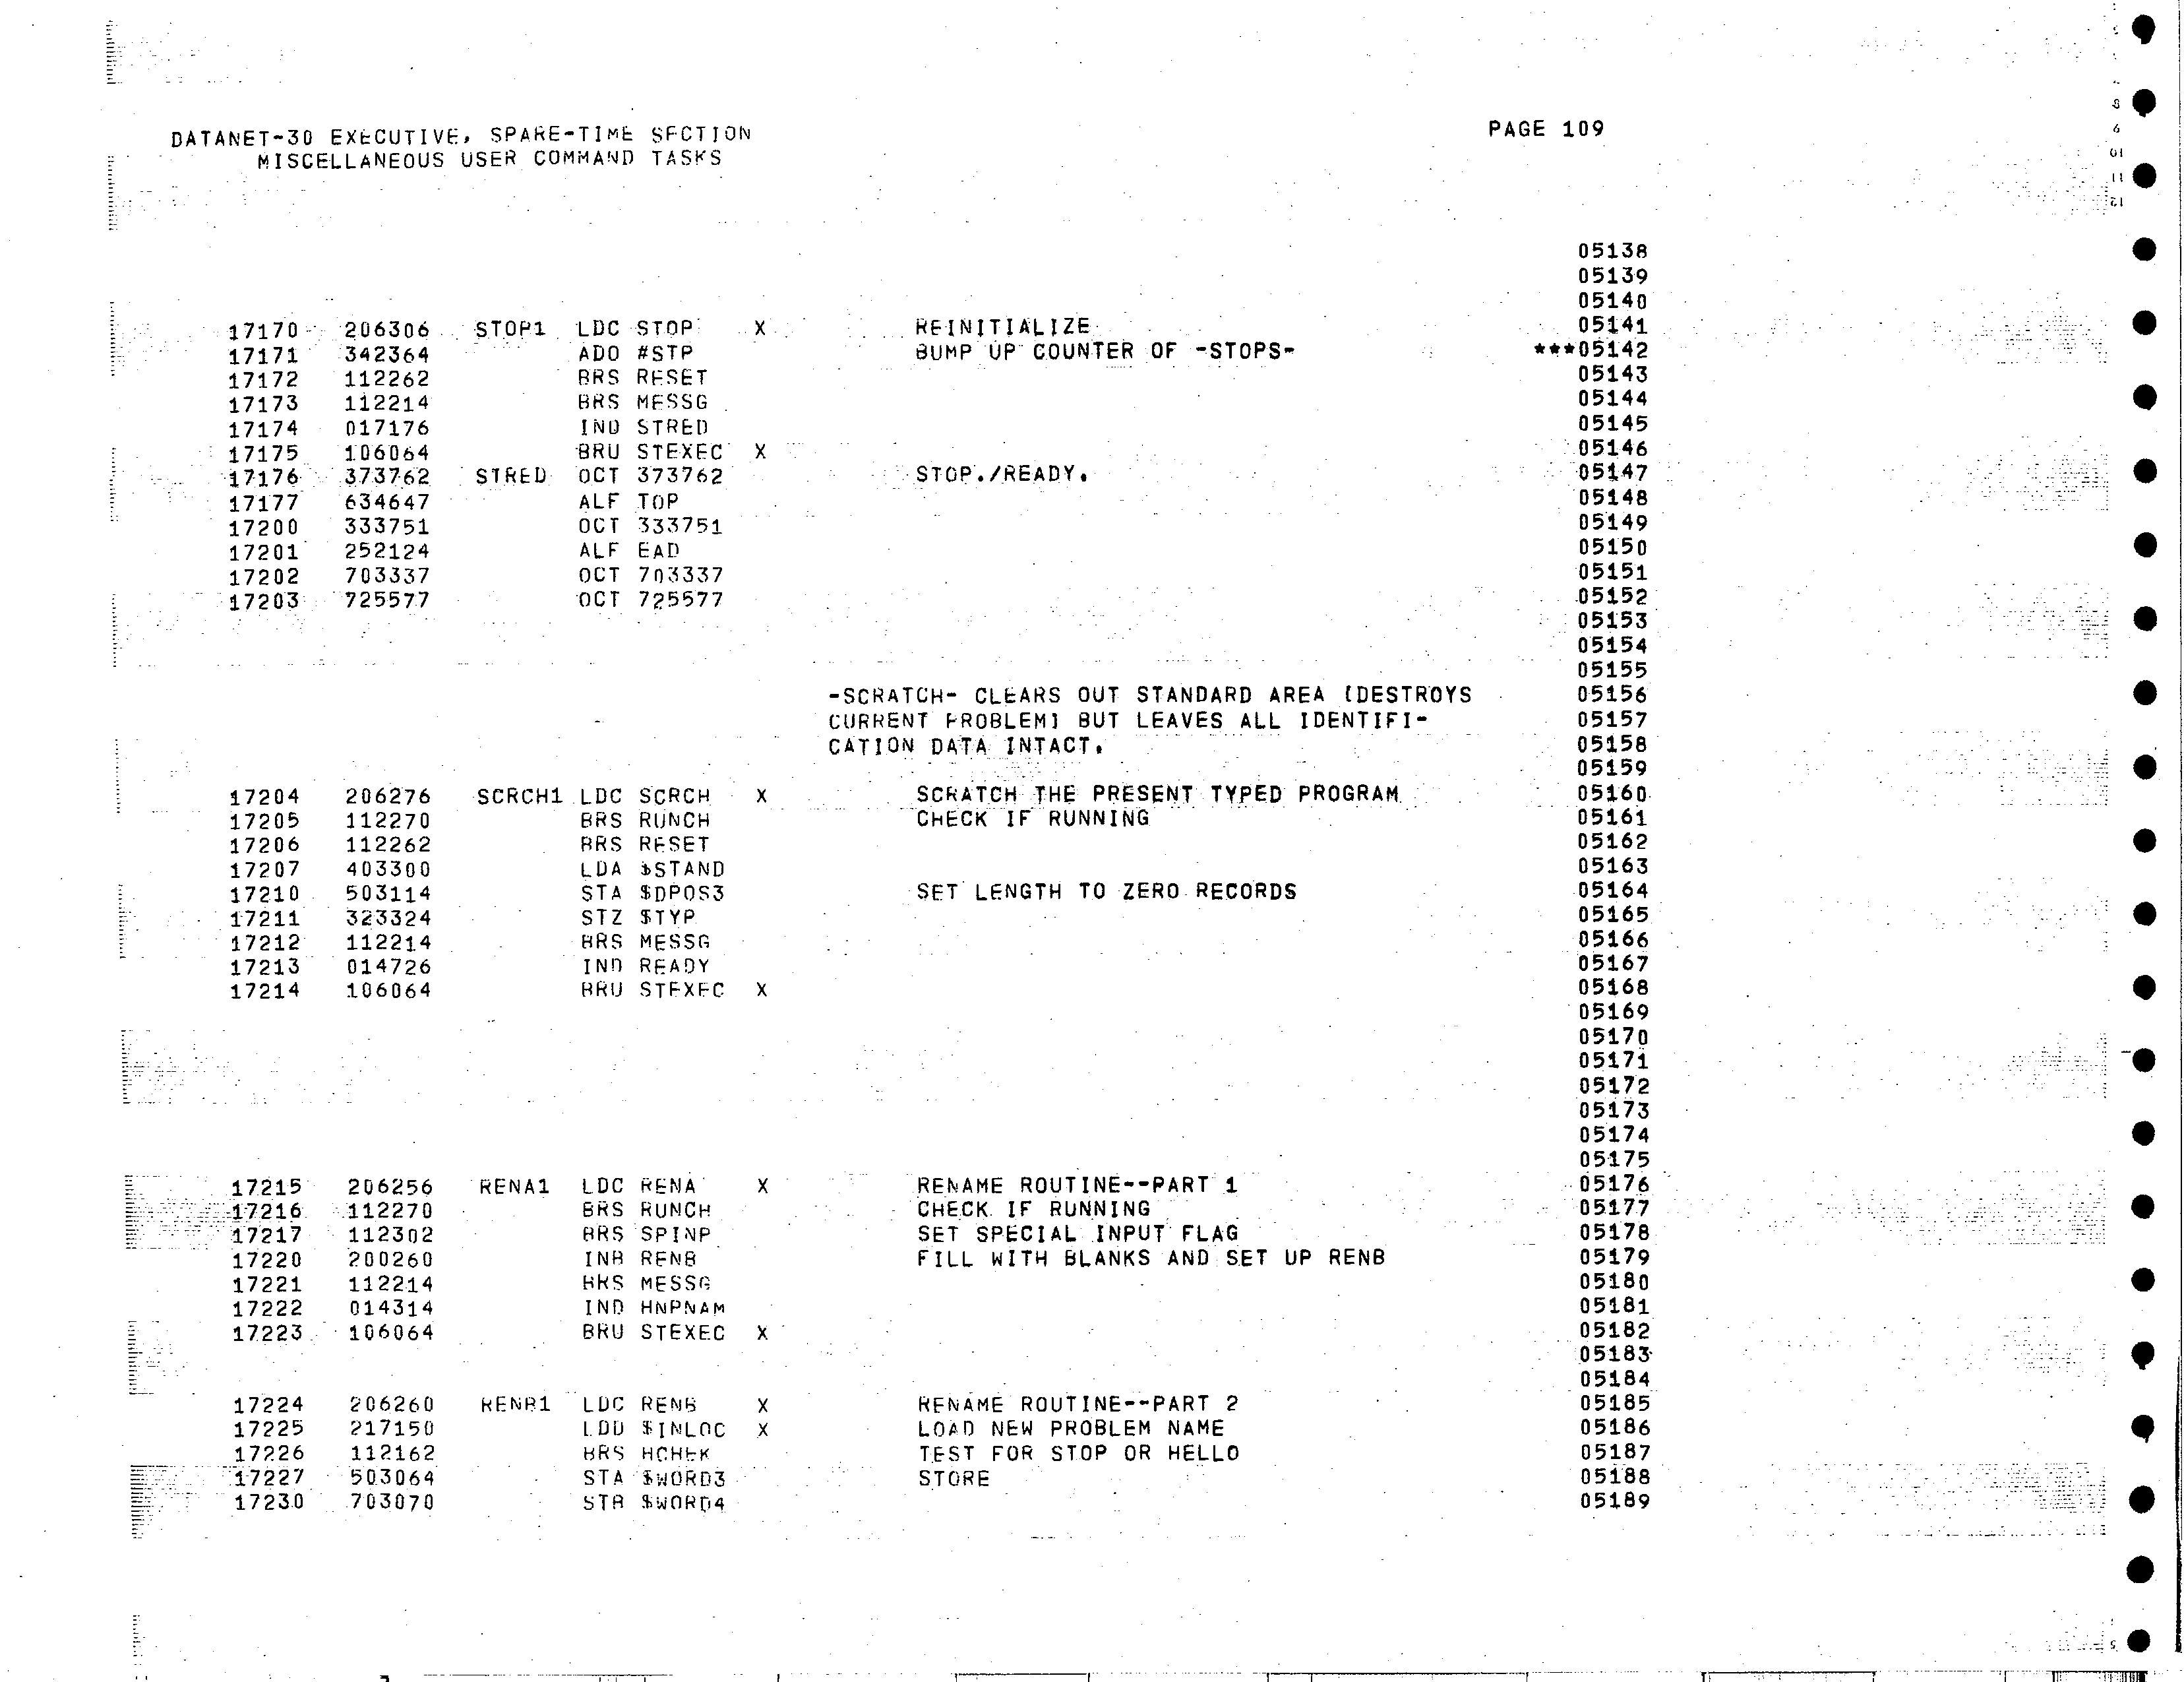 DATANET-30 EXECUTIVE, SPARE-TIME SECTION PAGE 109
MISCELLANEOUS USER COMMAND TASKS
05138
05139
05140
17170 206306 STOP1 LDC STOP X REINITIALIZE 05141
17171 342364 ADO #STP BUMP UP COUNTER OF -STOPS- ***05142
17172 112262 BRS RESET 05143
17173 112214 BRS MESSG 05144
17174 017176 IND STRED 05145
17175 106064 BRU STEXEC X 05146
17176 373762 STRED OCT 373762 STOP./READY. 05147
17177 634647 ALF TOP 05148
17200 333751 OCT 333751 05149
17201 252124 ALF EAD 05150
17202 703337 OCT 703337 05151
17203 725577 OCT 725577 05152
05153
05154
05155
-SCRATCH- CLEARS OUT STANDARD AREA [DESTROYS 05156
CURRENT PROBLEM] BUT LEAVES ALL IDENTIFI- 05157
CATION DATA INTACT. 05158
05159
17204 206276 SCRCH1 LDC SCRCH X SCRATCH THE PRESENT TYPED PROGRAM 05160
17205 112270 BRS RUNCH CHECK IF RUNNING 05161
17206 112262 BRS RESET 05162
17207 403300 LDA $STAND 05163
17210 503114 STA $DPOS3 SET LENGTH TO ZERO RECORDS 05164
17211 323324 STZ $TYP 05165
17212 112214 BRS MESSG 05166
17213 014726 IND READY 05167
17214 106064 BRU STEXEC X 05168
05169
05170
05171
05172
05173
05174
05175
17215 206256 RENA1 LDC RENA X RENAME ROUTINE--PART 1 05176
17216 112270 BRS RUNCH CHECK IF RUNNING 05177
17217 112302 BRS SPINP SET SPECIAL INPUT FLAG 05178
17220 200260 INB RENB FILL WITH BLANKS AND SET UP RENB 05179
17221 112214 BRS MESSG 05180
17222 014314 IND HNPNAM 05181
17223 106064 BRU STEXEC X 05182
05183
05184
17224 206260 RENB1 LDC RENB X RENAME ROUTINE--PART 2 05185
17225 217150 LDD $INLOC X LOAD NEW PROBLEM NAME 05186
17226 112162 BRS HCHEK TEST FOR STOP OR HELLO 05187
17227 503064 STA $WORD3 STORE 05188
17230 703070 STB $WORD4 05189